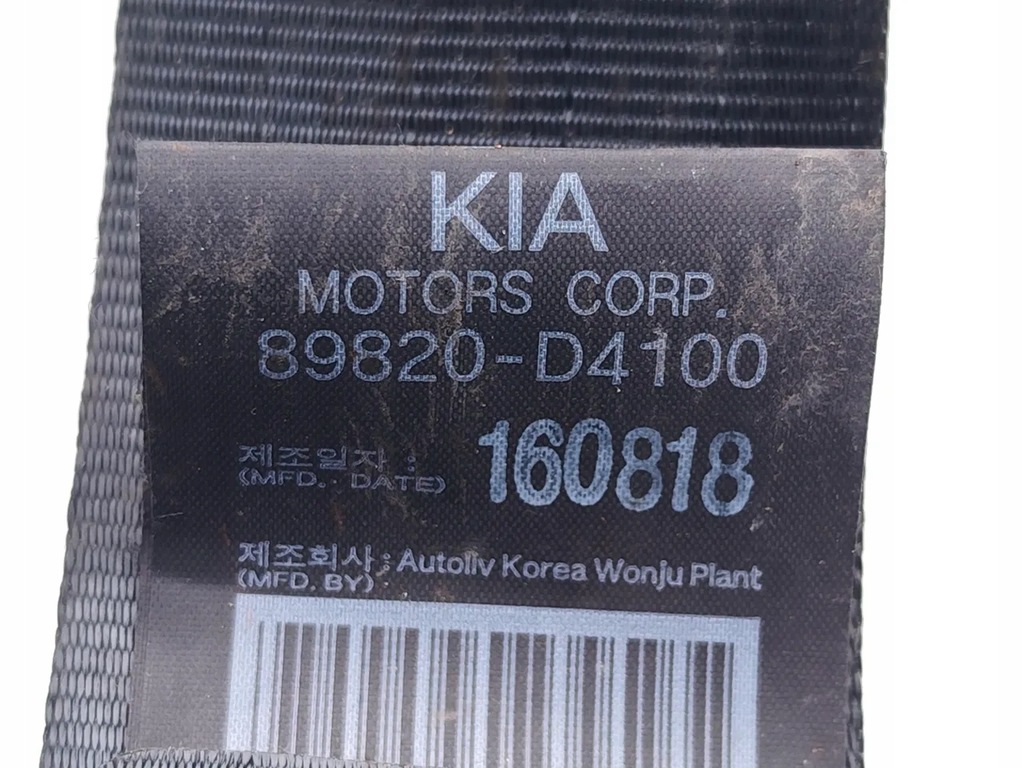 KIA
MOTORS CORP.
89820-D4100
제조일자 : 160818
(MFD. DATE)
제조회사 : Autoliv Korea Wonju Plant
(MFD. BY)